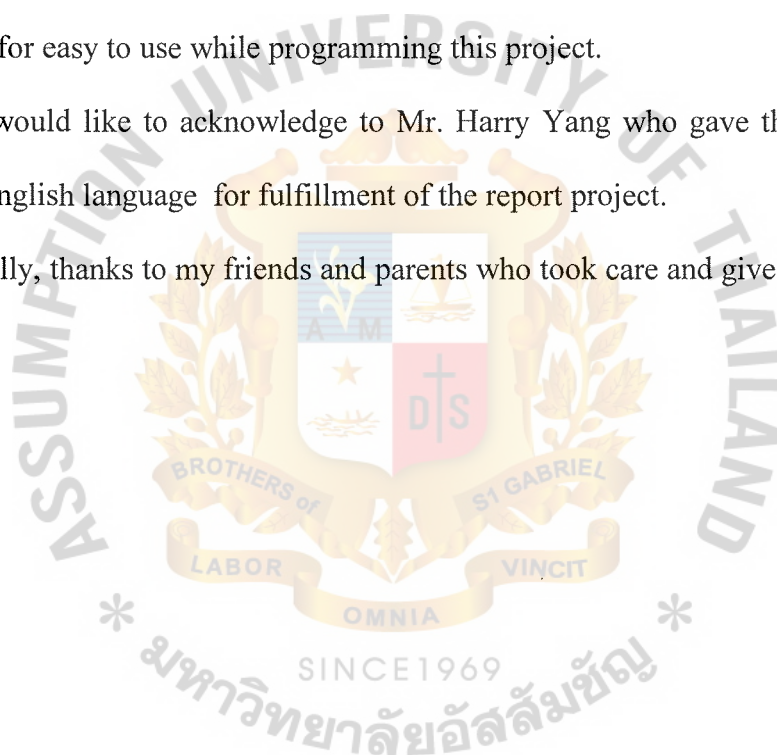 for easy to use while programming this project.
would like to acknowledge to Mr. Harry Yang who gave th
nglish language for fulfillment of the report project.
lly, thanks to my friends and parents who took care and give
ASSUMPTION UNIVERSITY OF THAILAND
A M
D S
BROTHERS of ST GABRIEL
LABOR OMNIA VINCIT
SINCE1969
* มหาวิทยาลัยอัสสัมชัญ *